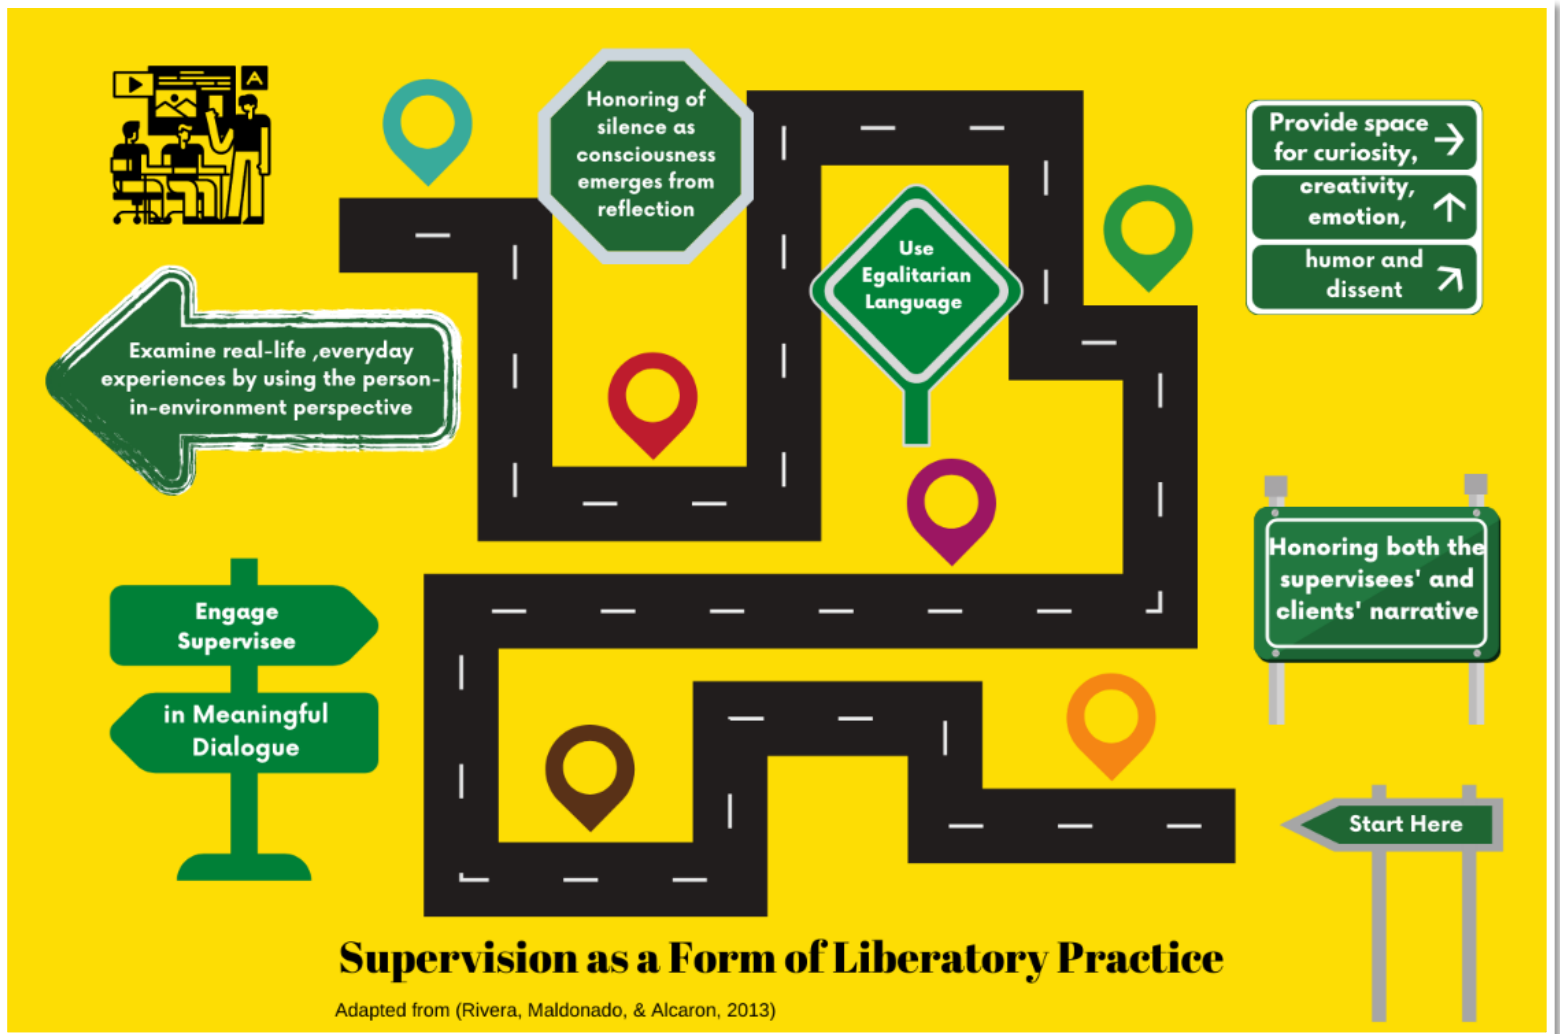 A
Honoring of
silence as
consciousness
emerges from
reflection
Provide space
for curiosity,
creativity,
emotion,
humor and
dissent
Use
Egalitarian
Language
Examine real-life ,everyday
experiences by using the person-
in-environment perspective
Honoring both the
supervisees' and
clients' narrative
Engage
Supervisee
in Meaningful
Dialogue
Start Here
Supervision as a Form of Liberatory Practice
Adapted from (Rivera, Maldonado, & Alcaron, 2013)